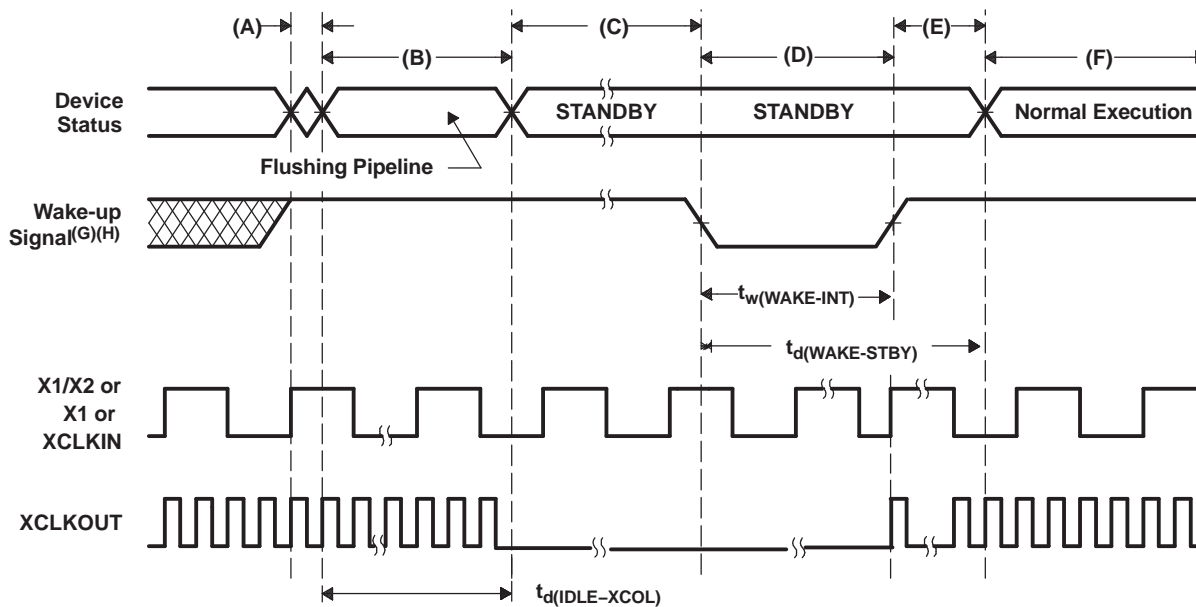 (A)
(C)
(E)
(B)
(D)
(F)
Device
Status
STANDBY
STANDBY
Normal Execution
Flushing Pipeline
Wake-up
Signal(G)(H)
tw(WAKE-INT)
td(WAKE-STBY)
X1/X2 or
X1 or
XCLKIN
XCLKOUT
td(IDLE−XCOL)